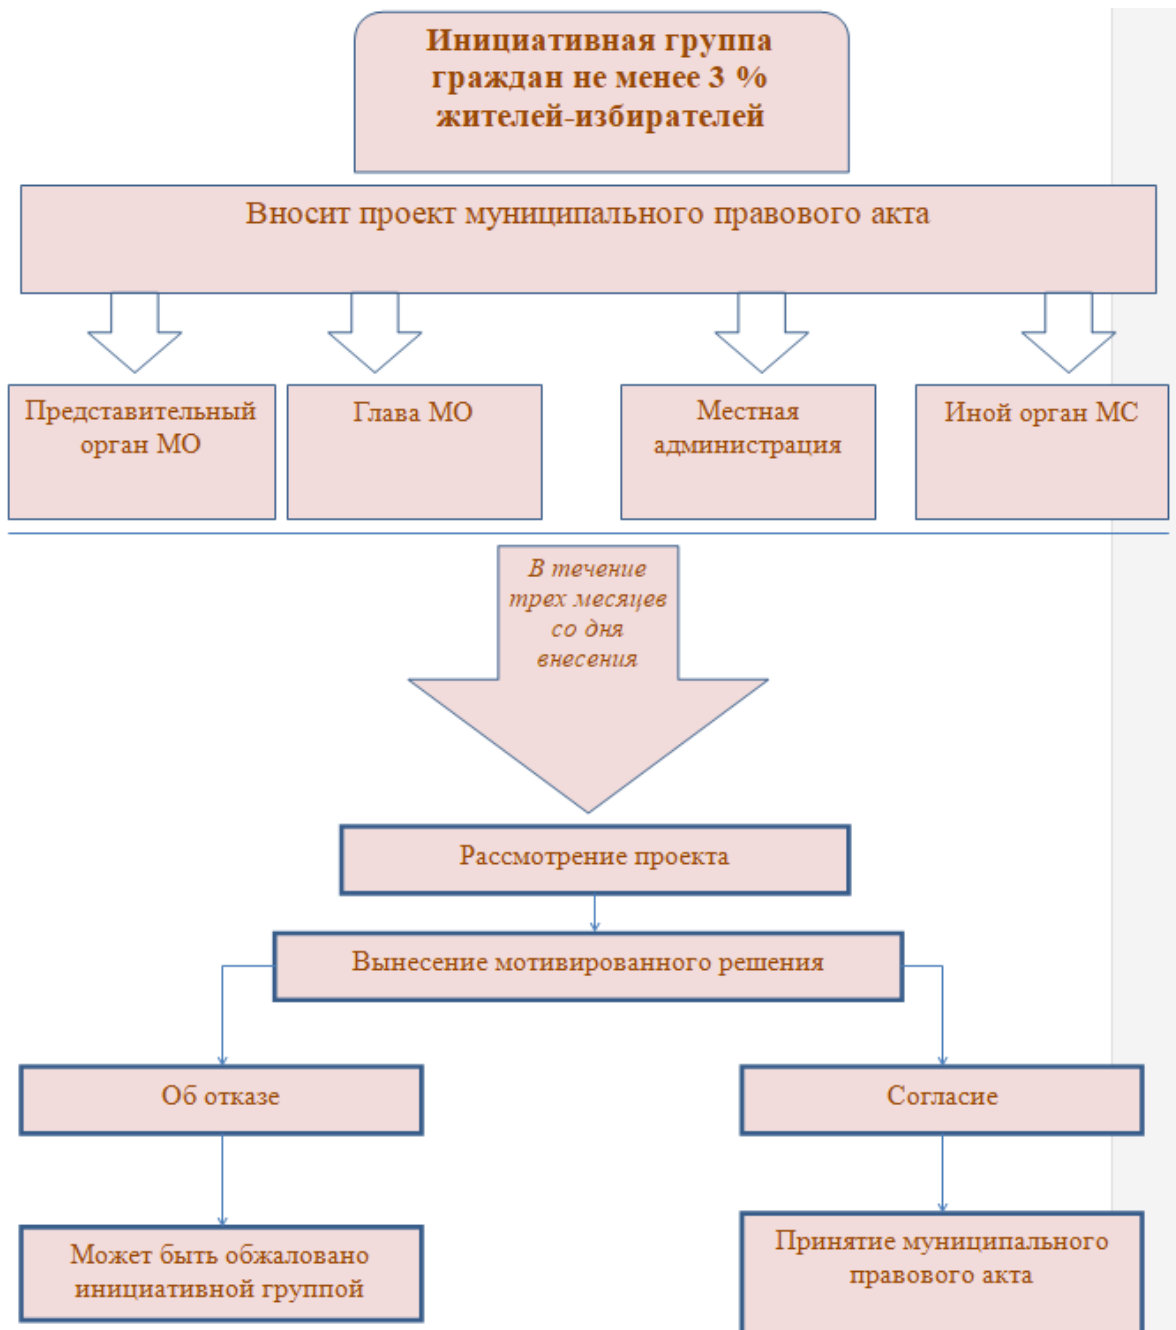 Инициативная группа
граждан не менее 3 %
жителей-избирателей
Вносит проект муниципального правового акта
Представительный
орган МО
Глава МО
Местная
администрация
Иной орган МС
В течение
трех месяцев
со дня
внесения
Рассмотрение проекта
Вынесение мотивированного решения
Об отказе
Согласие
Может быть обжаловано
инициативной группой
Принятие муниципального
правового акта